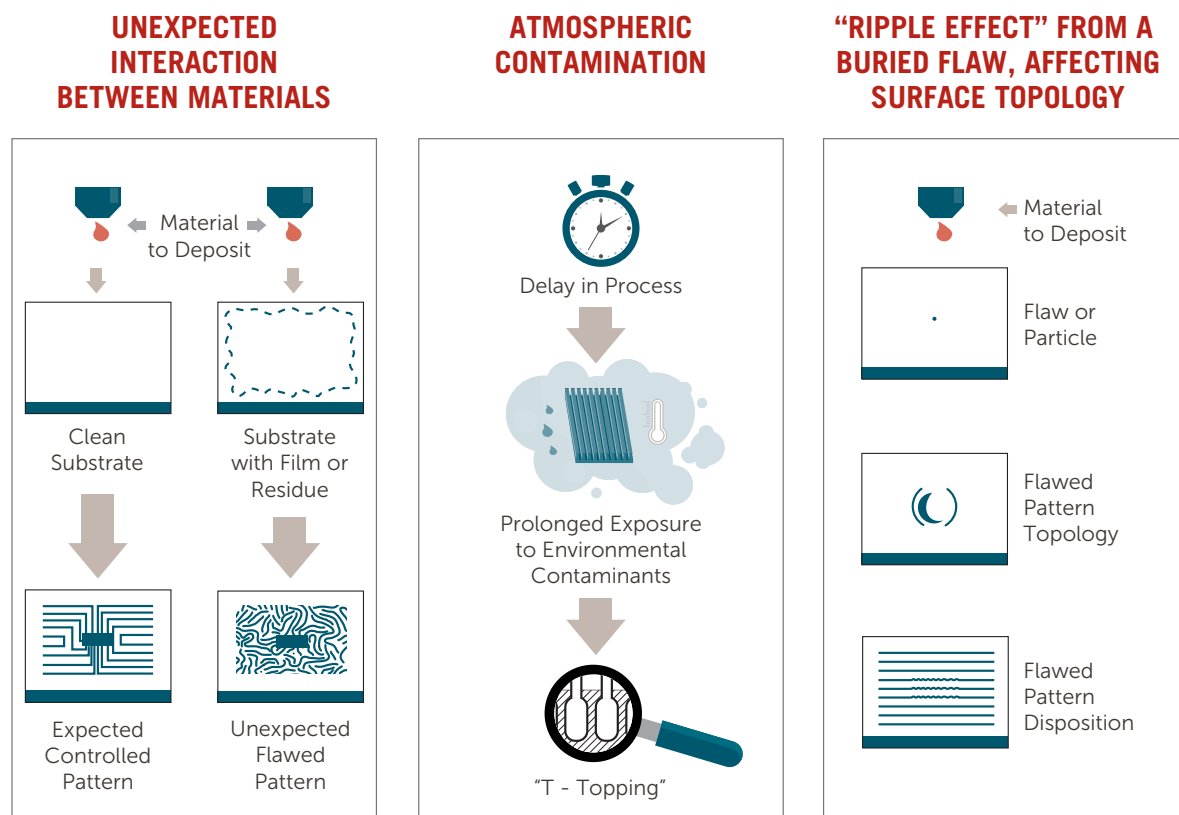 UNEXPECTED
INTERACTION
BETWEEN MATERIALS
Material
to Deposit
Clean
Substrate
Substrate
with Film or
Residue
Expected
Controlled
Pattern
Unexpected
Flawed
Pattern
ATMOSPHERIC
CONTAMINATION
Delay in Process
Prolonged Exposure
to Environmental
Contaminants
“T - Topping”
“RIPPLE EFFECT” FROM A
BURIED FLAW, AFFECTING
SURFACE TOPOLOGY
Material
to Deposit
Flaw or
Particle
Flawed
Pattern
Topology
Flawed
Pattern
Disposition